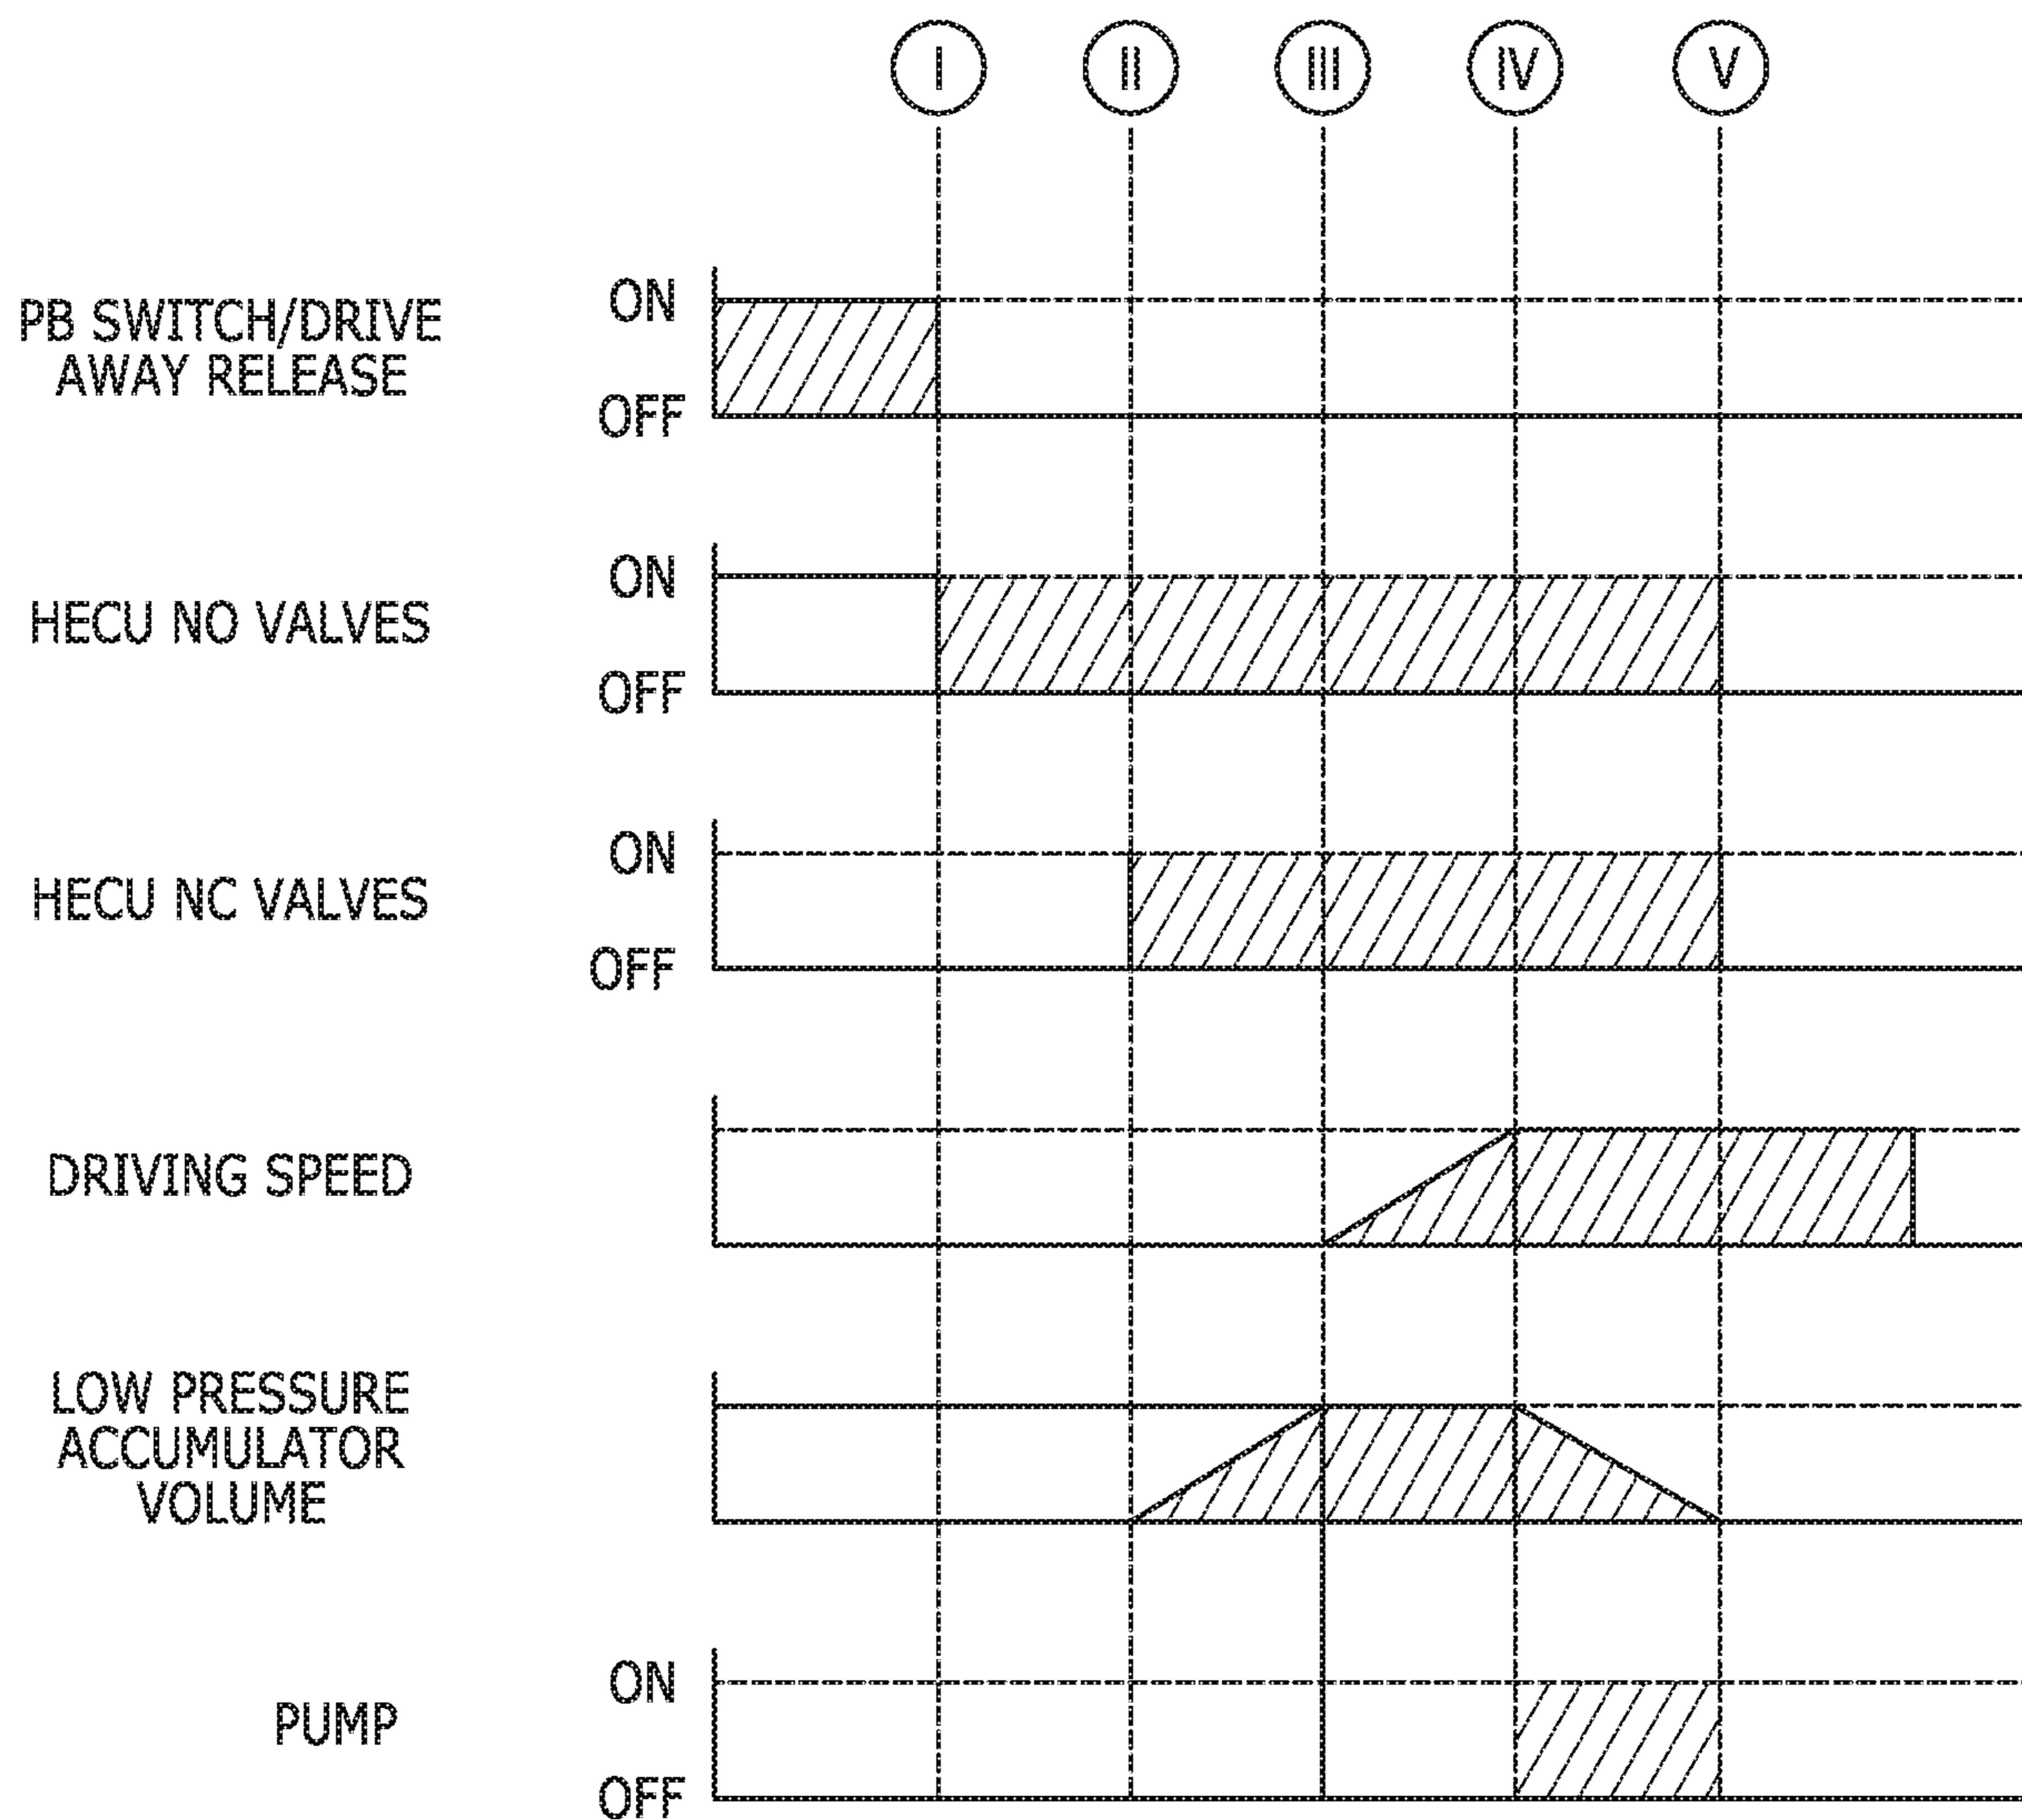 I II III IV V
ON
PB SWITCH/DRIVE
AWAY RELEASE
OFF
ON
HECU NO VALVES
OFF
ON
HECU NC VALVES
OFF
DRIVING SPEED
LOW PRESSURE
ACCUMULATOR
VOLUME
ON
PUMP
OFF